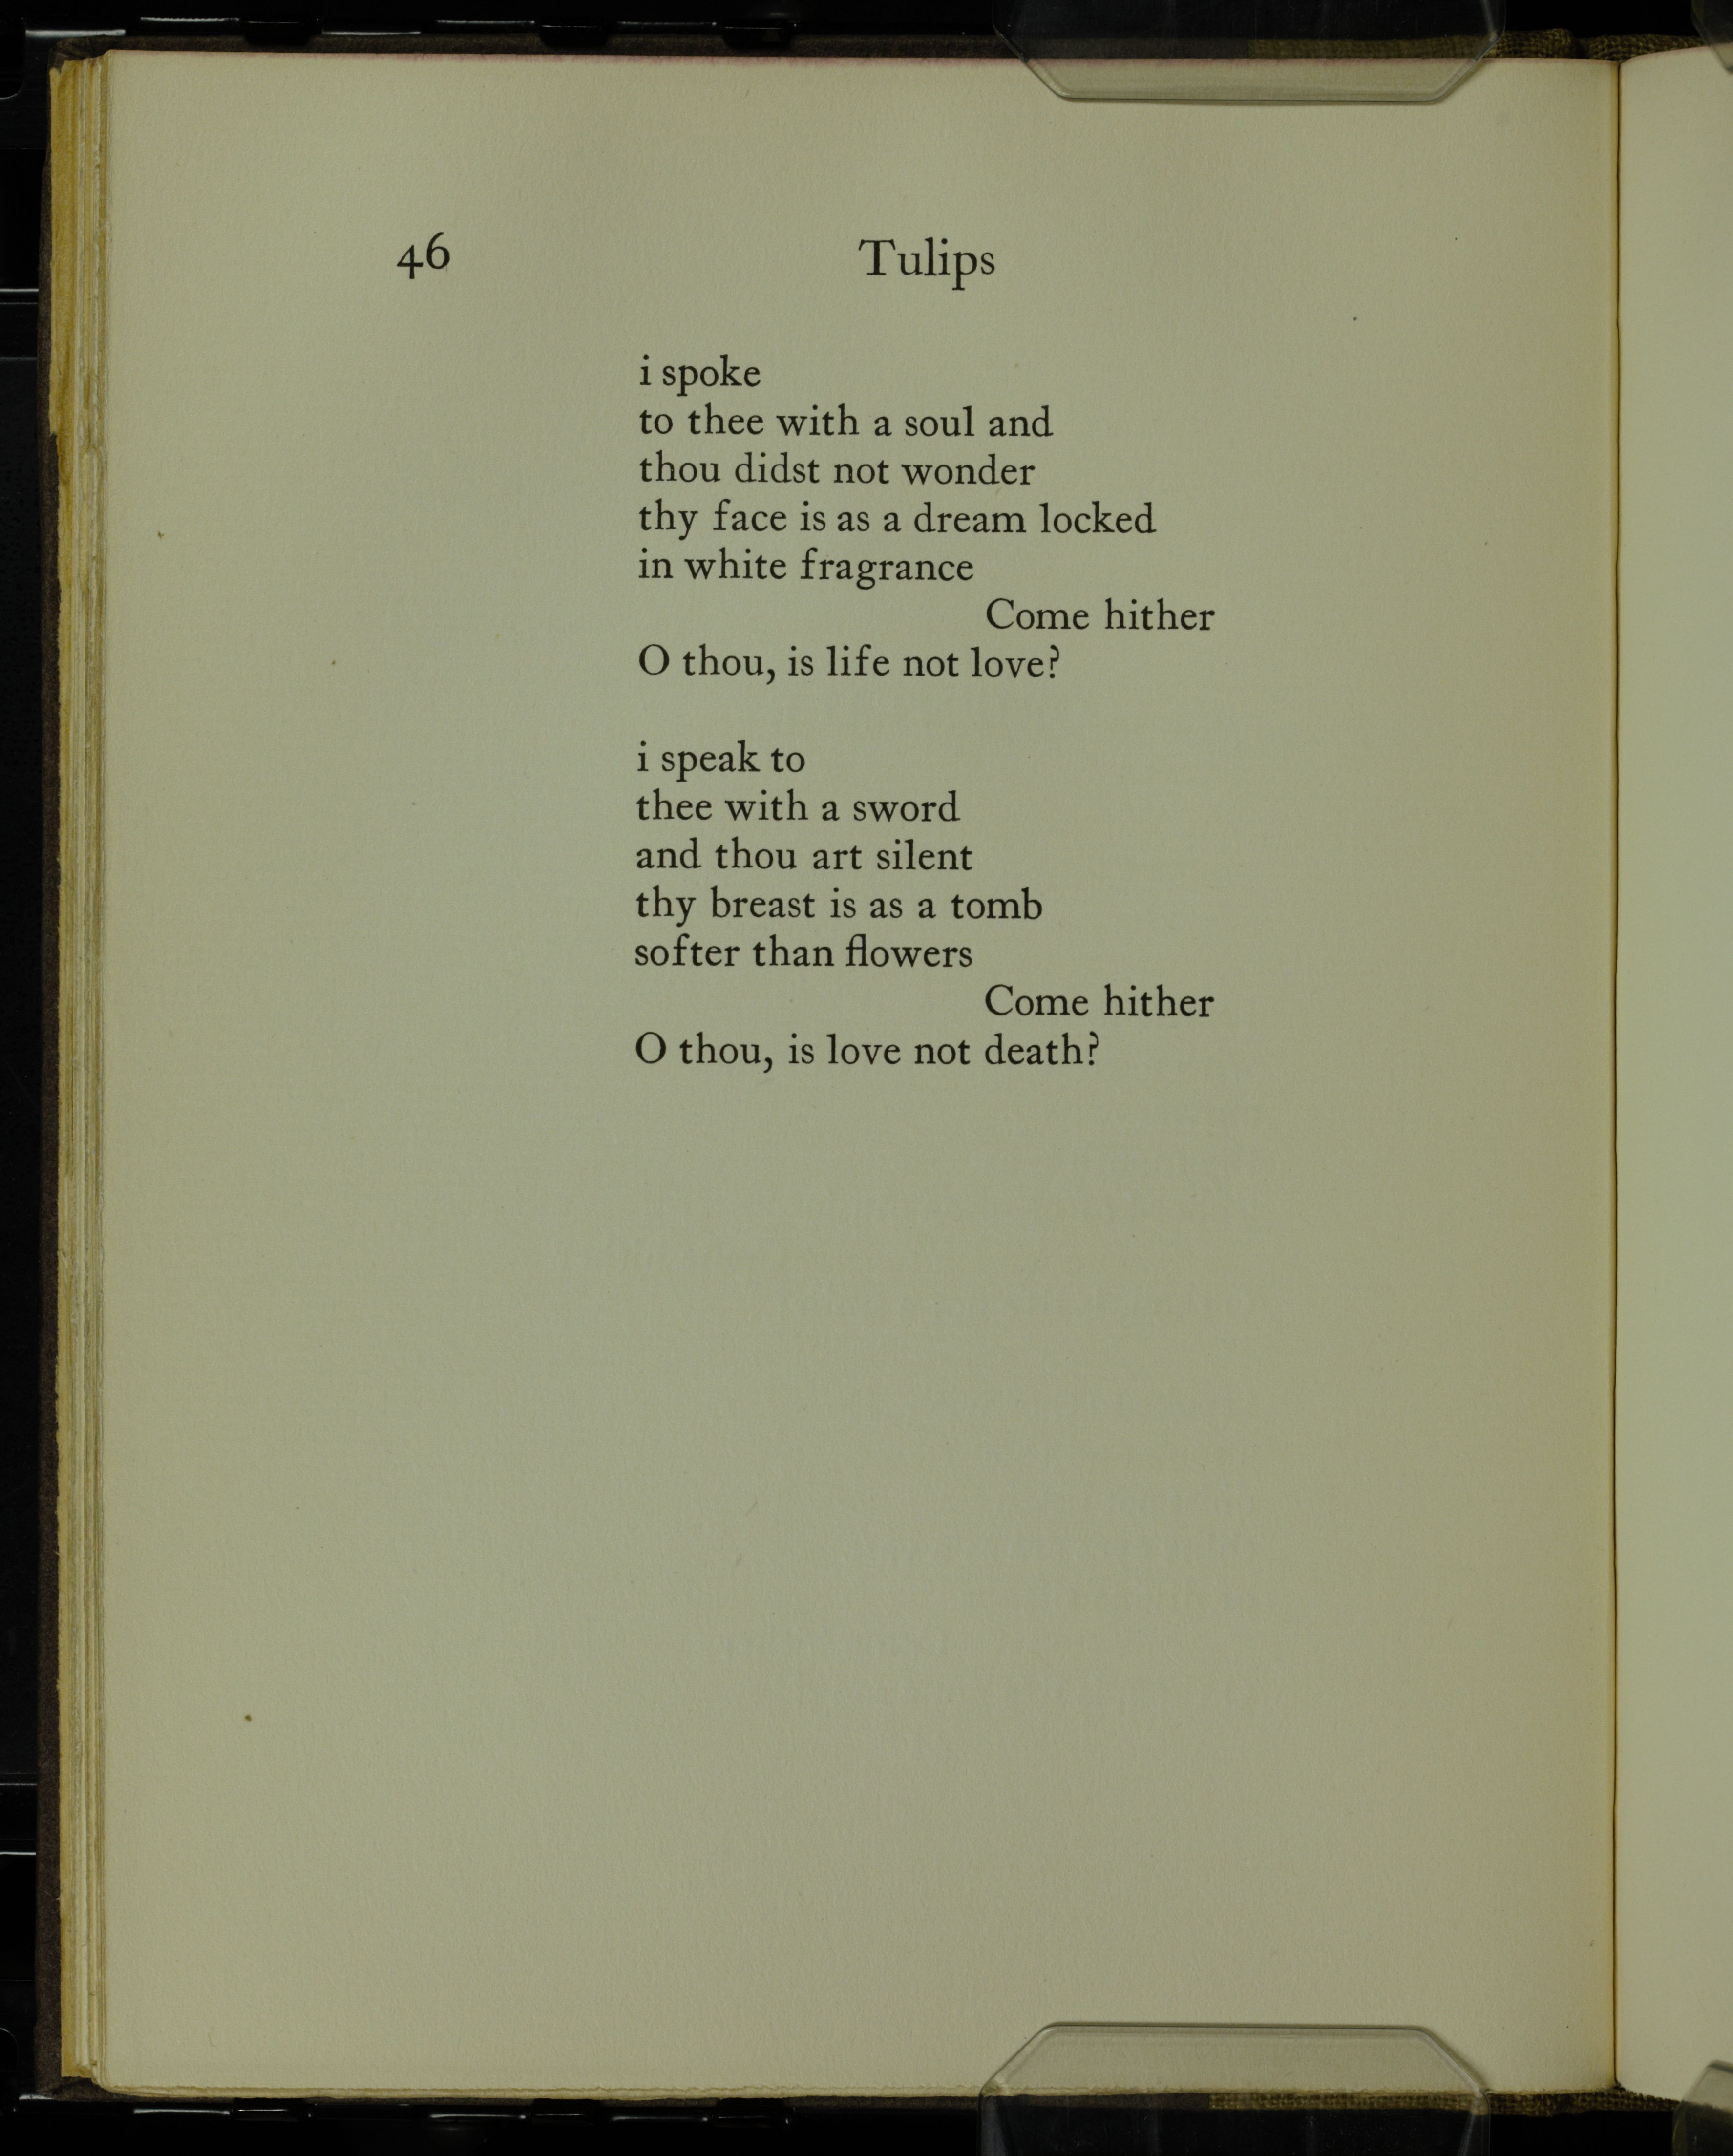 46 Tulips
i spoke
to thee with a soul and
thou didst not wonder
thy face is as a dream locked
in white fragrance
Come hither
O thou, is life not love?
i speak to
thee with a sword
and thou art silent
thy breast is as a tomb
softer than flowers
Come hither
O thou, is love not death?